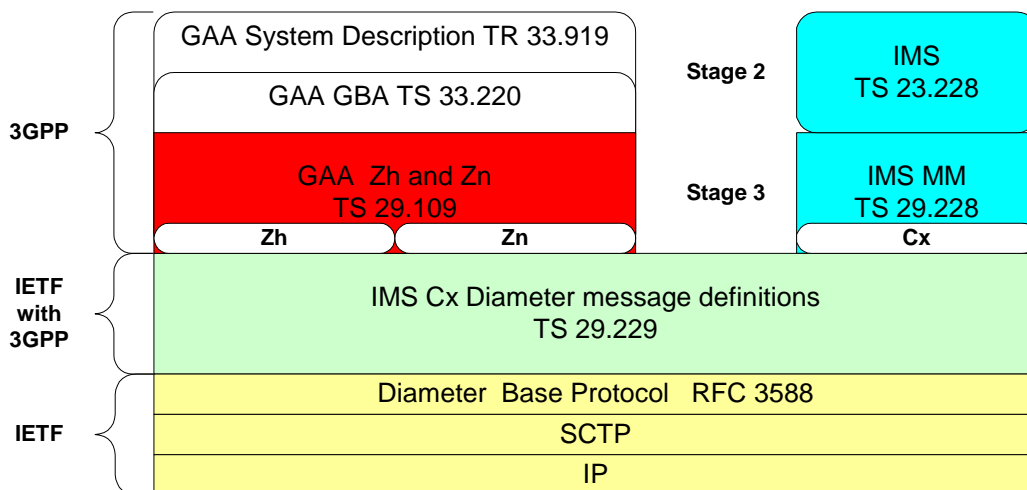 GAA System Description TR 33.919
GAA GBA TS 33.220
Stage 2
IMS
TS 23.228
3GPP
GAA Zh and Zn
TS 29.109
Stage 3
IMS MM
TS 29.228
Zh
Zn
Cx
IETF
with
3GPP
IMS Cx Diameter message definitions
TS 29.229
IETF
Diameter Base Protocol RFC 3588
SCTP
IP